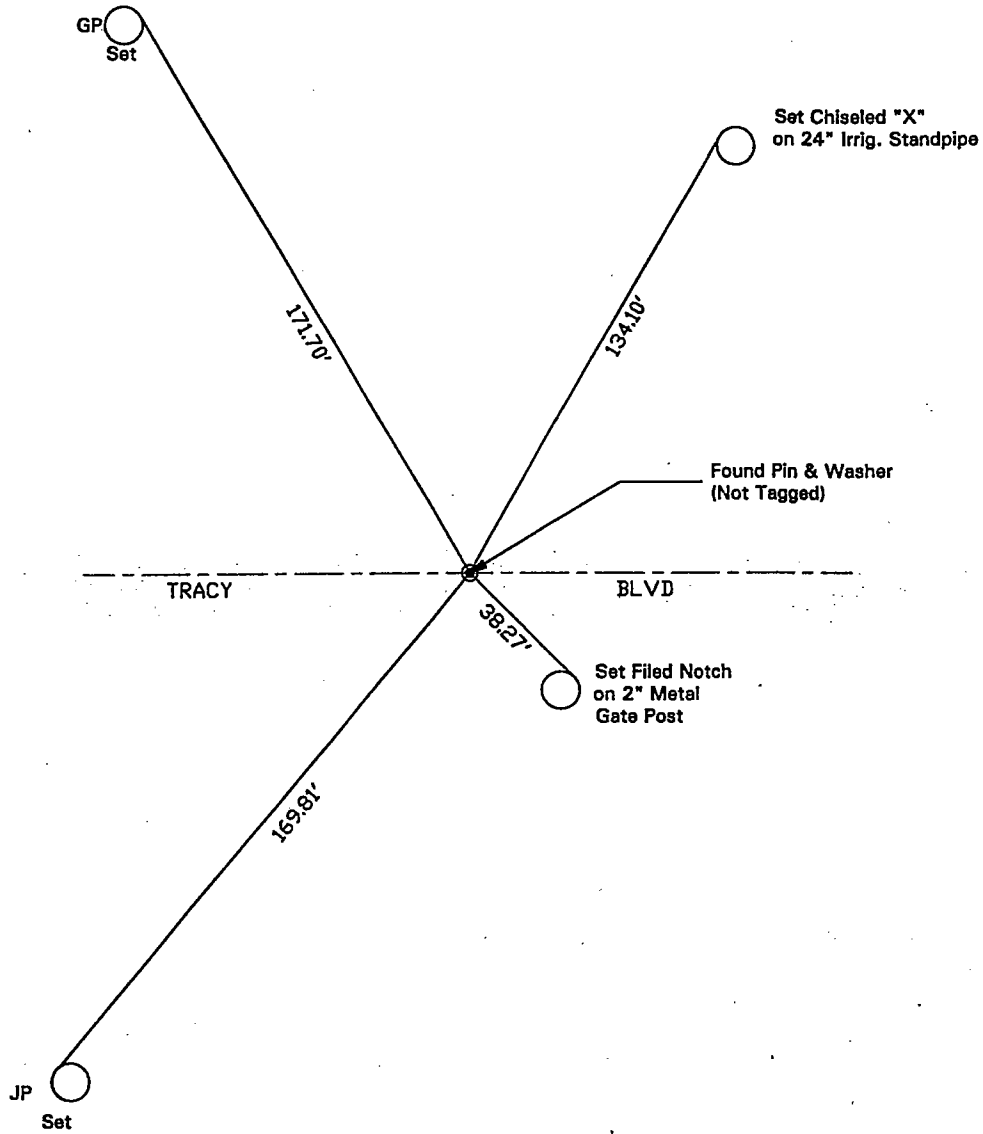 GP
Set
Set Chiseled "X"
on 24" Irrig. Standpipe
171.70'
134.10'
Found Pin & Washer
(Not Tagged)
TRACY
BLVD
38.27'
Set Filed Notch
on 2" Metal
Gate Post
169.81'
JP
Set